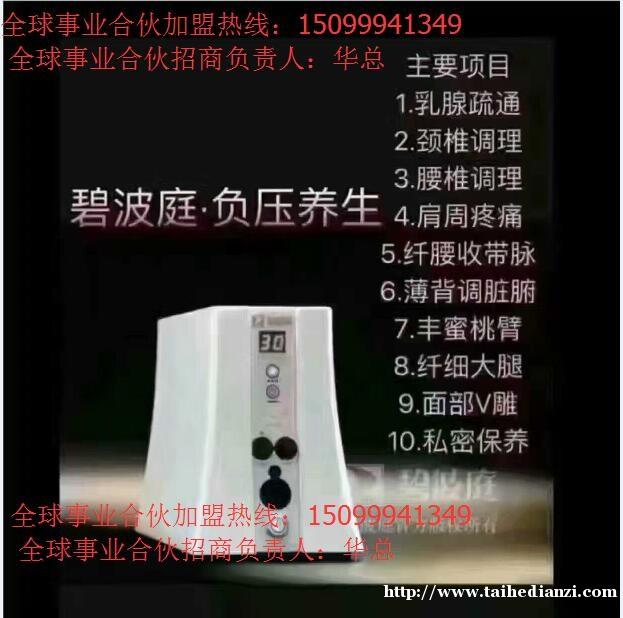 全球事业合伙加盟热线：15099941349
全球事业合伙招商负责人：华总
主要项目
1.乳腺疏通
2.颈椎调理
3.腰椎调理
碧波庭·负压养生
4.肩周疼痛
5.纤腰收带脉
6.薄背调脏腑
7.丰蜜桃臂
8.纤细大腿
9.面部V雕
10.私密保养
30
碧波庭
全球事业合伙加盟热线：15099941349
全球事业合伙招商负责人：华总
http://www.taihedianzi.com